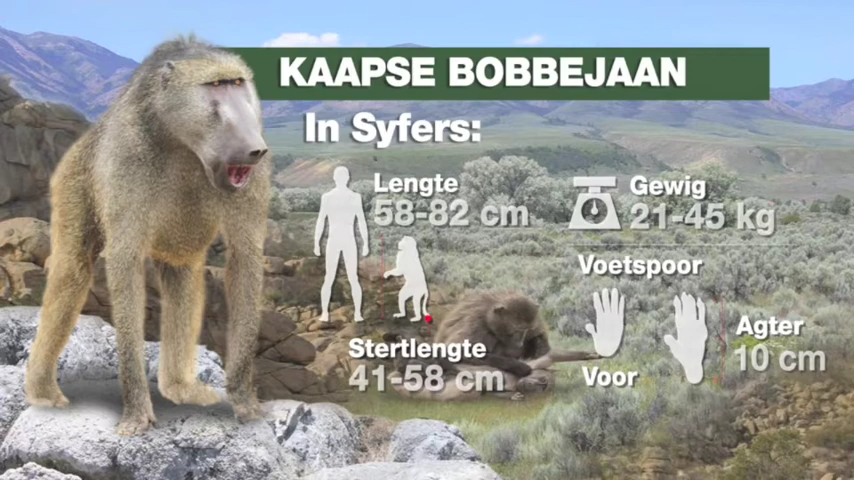 KAAPSE BOBBEJAAN
In Syfers:
Lengte
58-82 cm
Gewig
21-45 kg
Voetspoor
Stertlengte
41-58 cm
Voor
Agter
10 cm